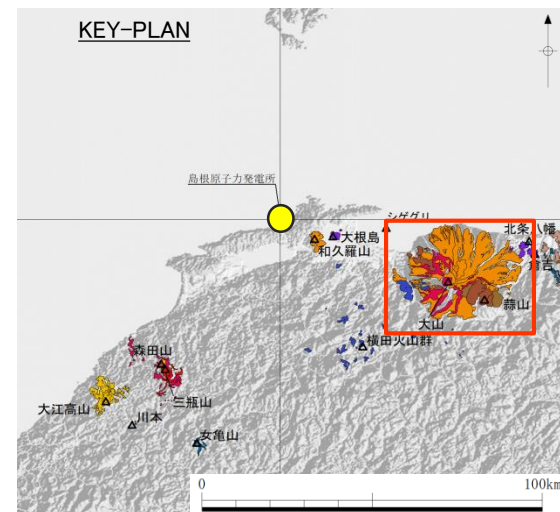 KEY-PLAN
島根原子力発電所
シゲグリ
北条八幡
大根島
倉吉
和久羅山
蒜山
大山
横田火山群
森田山
三瓶山
大江高山
川本
女亀山
0
100km